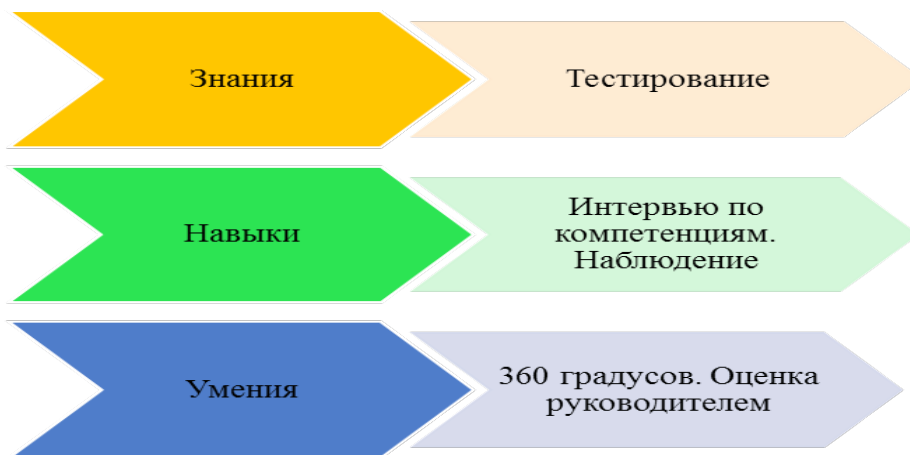 Знания
Тестирование
Навыки
Интервью по
компетенциям.
Наблюдение
Умения
360 градусов. Оценка
руководителем